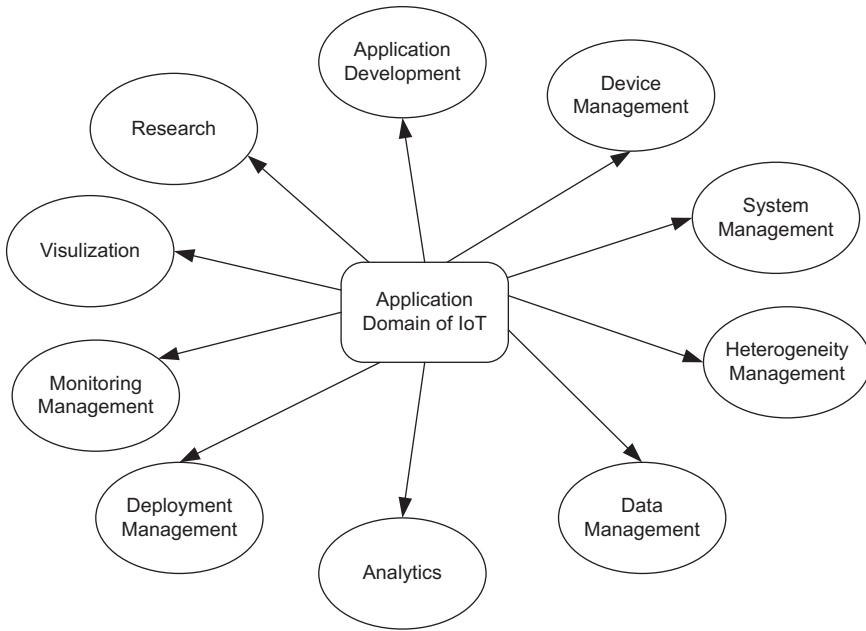 Application
Development
Device
Management
Research
System
Management
Visulization
Application
Domain of IoT
Heterogeneity
Management
Monitoring
Management
Deployment
Management
Data
Management
Analytics